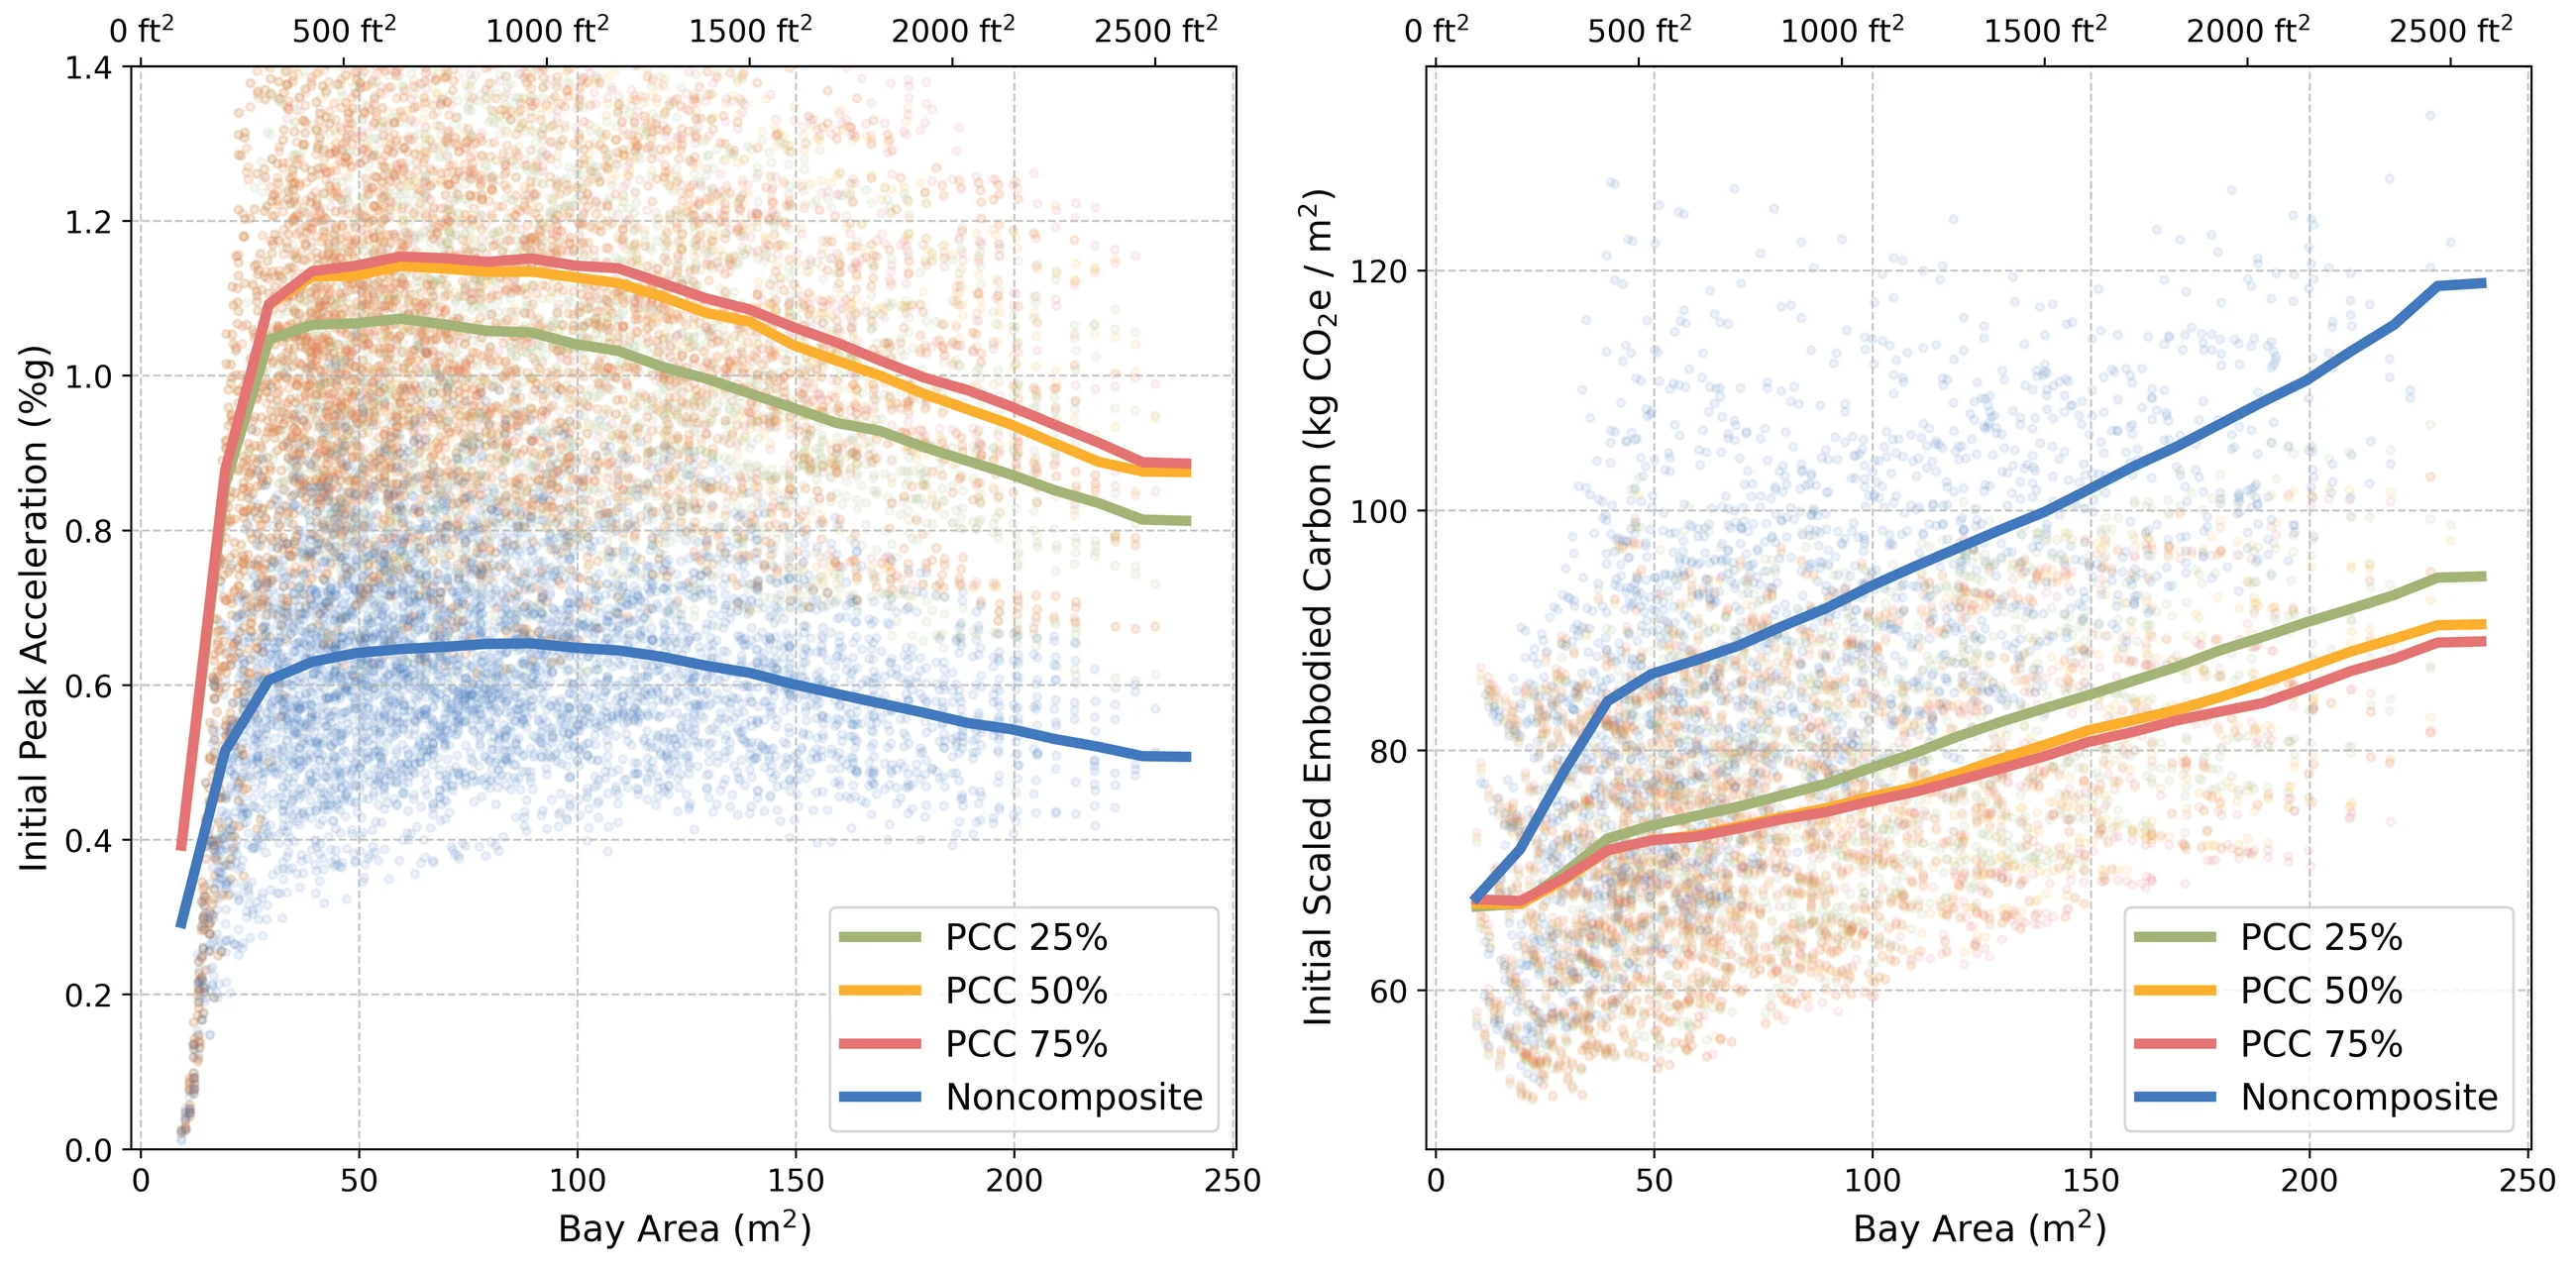 0 ft² 500 ft² 1000 ft² 1500 ft² 2000 ft² 2500 ft²
1.4
1.2
1.0
0.8
0.6
0.4
0.2
0.0
Initial Peak Acceleration (%g)
PCC 25%
PCC 50%
PCC 75%
Noncomposite
0 50 100 150 200 250
Bay Area (m²)
0 ft² 500 ft² 1000 ft² 1500 ft² 2000 ft² 2500 ft²
120
100
80
60
Initial Scaled Embodied Carbon (kg CO₂e / m²)
PCC 25%
PCC 50%
PCC 75%
Noncomposite
0 50 100 150 200 250
Bay Area (m²)